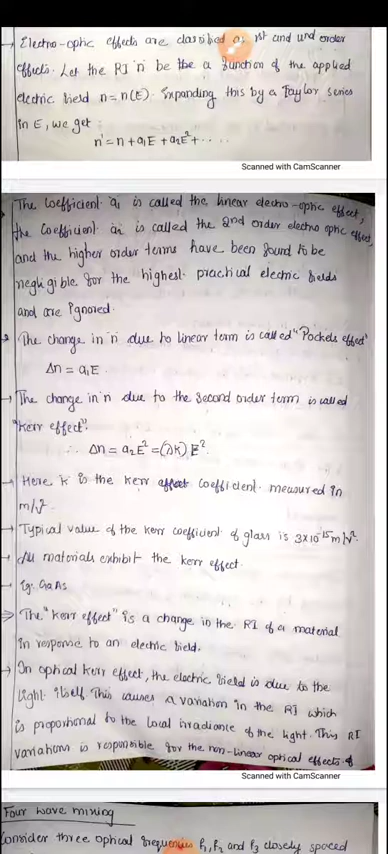 → Electro-optic effects are classified as 1st and IInd order
effects. Let the RI 'n' be the a function of the applied
electric field n=n(E). Expanding this by a Taylor series
in E, we get :
n' = n + a₁E + a₂E² + ....
Scanned with CamScanner
The coefficient a₁ is called the linear electro-optic effect,
the coefficient a₂ is called the 2nd order electro optic effect,
and the higher order terms have been found to be
negligible for the highest practical electric fields
and are ignored.
The change in 'n' due to linear term is called "Pockels effect"
Δn = a₁E.
→ The change in 'n' due to the second order term is called
"Kerr effect".
∴ Δn = a₂E² = (λK) E²
→ Here 'k' is the kerr effect coefficient measured in
m/v².
→ Typical value of the kerr coefficient of glass is 3x10⁻¹⁵ m/v².
→ All materials exhibit the kerr effect.
→ Eg: GaAs
⇒ The "kerr effect" is a change in the RI of a material
in response to an electric field.
→ In optical kerr effect, the electric field is due to the
light itself. This causes a variation in the RI which
is proportional to the local irradiance of the light. This RI
variations is responsible for the non-linear optical effects of
Scanned with CamScanner
Four wave mixing
Consider three optical frequencies f₁, f₂ and f₃ closely spaced